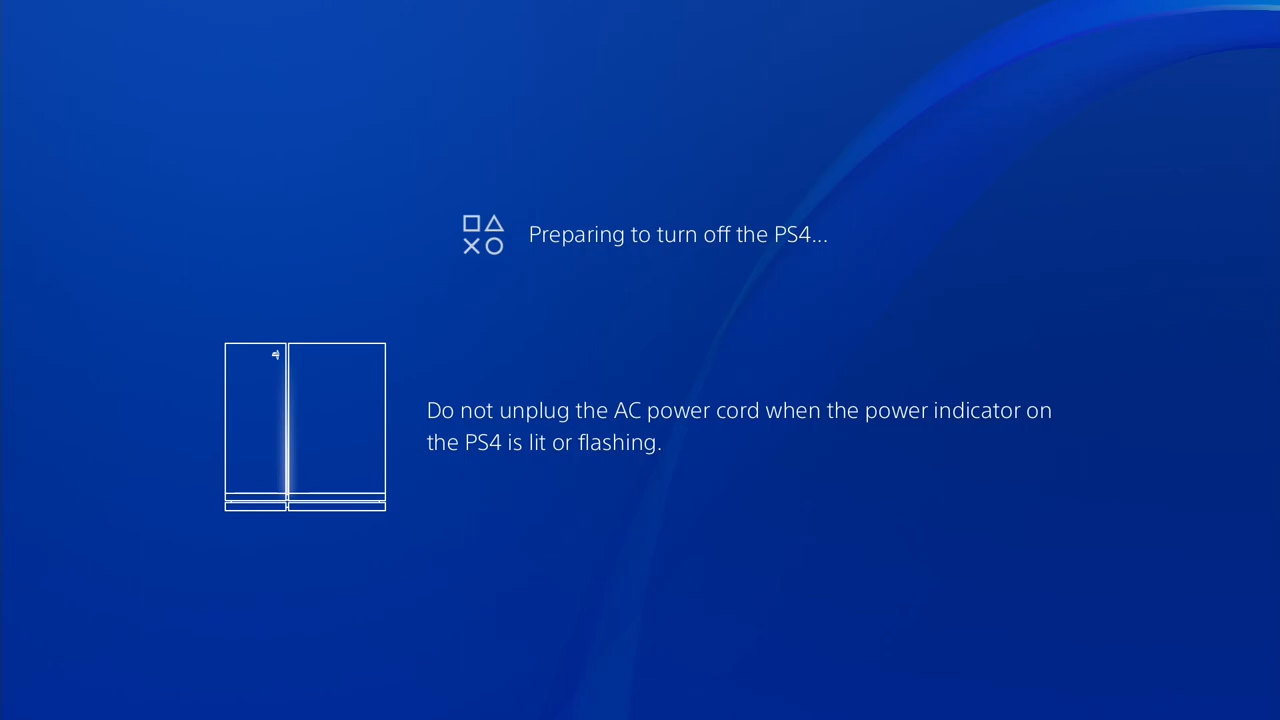 Preparing to turn off the PS4...
Do not unplug the AC power cord when the power indicator on
the PS4 is lit or flashing.